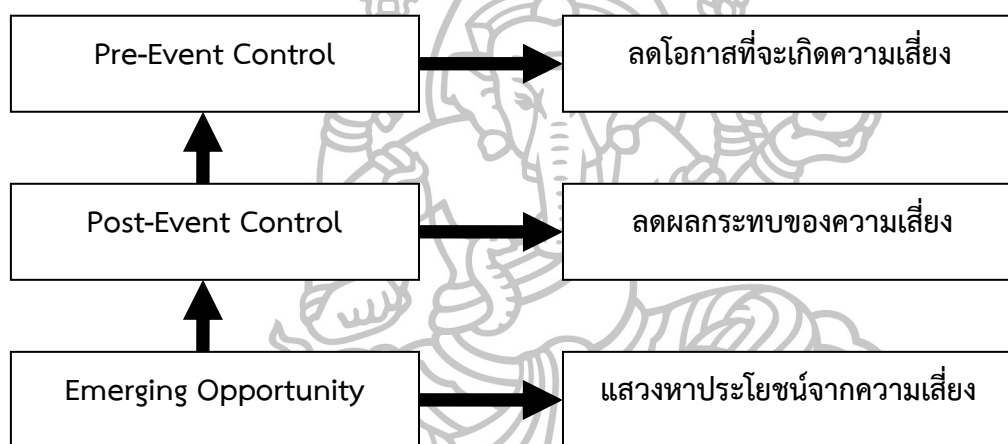 Pre-Event Control
ลดโอกาสที่จะเกิดความเสี่ยง
Post-Event Control
ลดผลกระทบของความเสี่ยง
Emerging Opportunity
แสวงหาประโยชน์จากความเสี่ยง